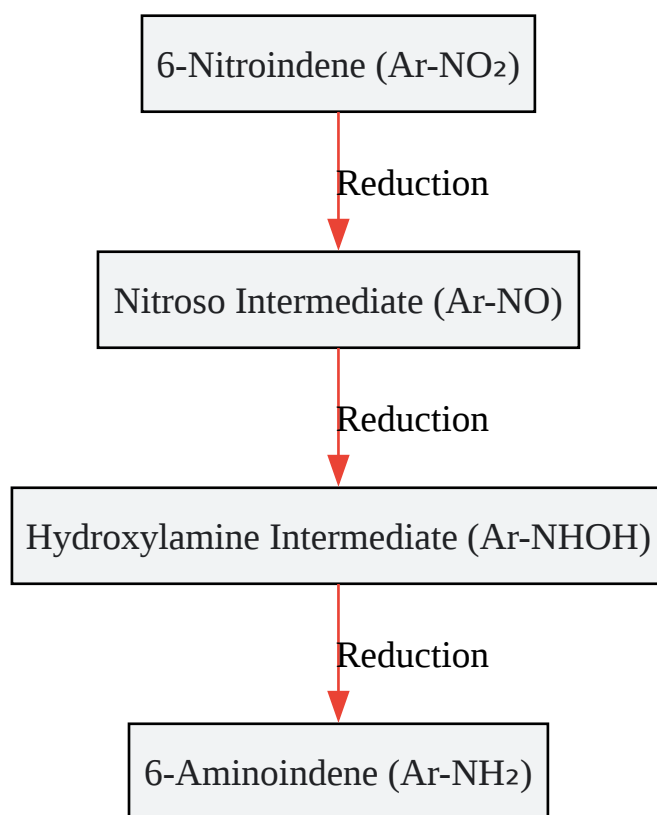 6-Nitroindene (Ar-NO₂)
Reduction
Nitroso Intermediate (Ar-NO)
Reduction
Hydroxylamine Intermediate (Ar-NHOH)
Reduction
6-Aminoindene (Ar-NH₂)